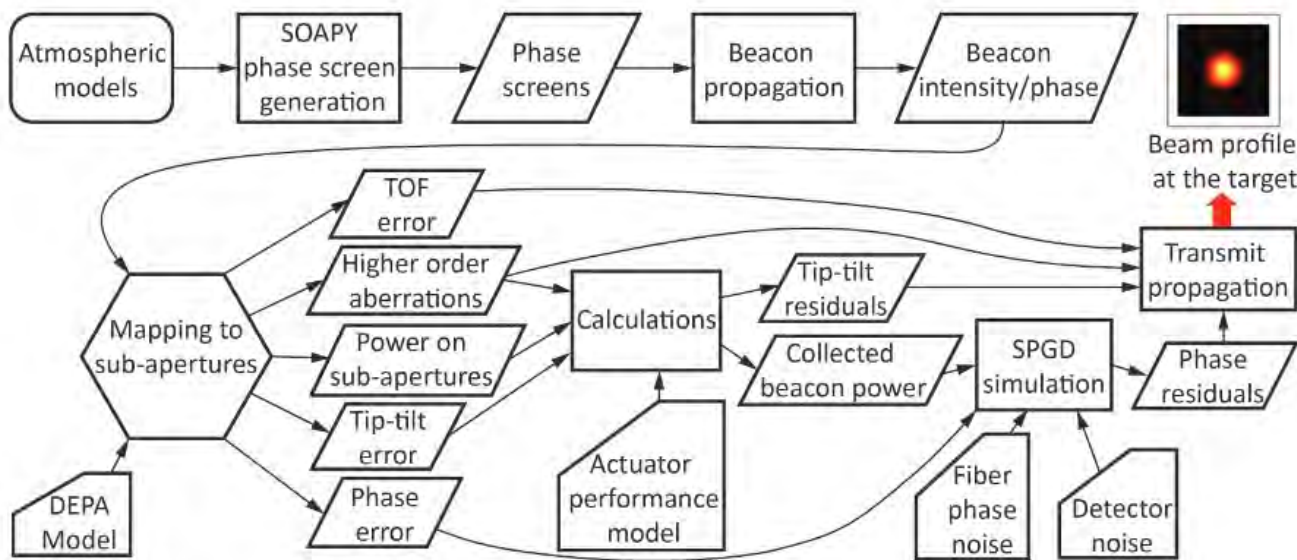 Atmospheric
models
SOAPY
phase screen
generation
Phase
screens
Beacon
propagation
Beacon
intensity/phase
Beam profile
at the target
TOF
error
Higher order
aberrations
Power on
sub-apertures
Tip-tilt
error
Phase
error
Mapping to
sub-apertures
DEPA
Model
Calculations
Actuator
performance
model
Tip-tilt
residuals
Collected
beacon power
SPGD
simulation
Fiber
phase
noise
Detector
noise
Phase
residuals
Transmit
propagation